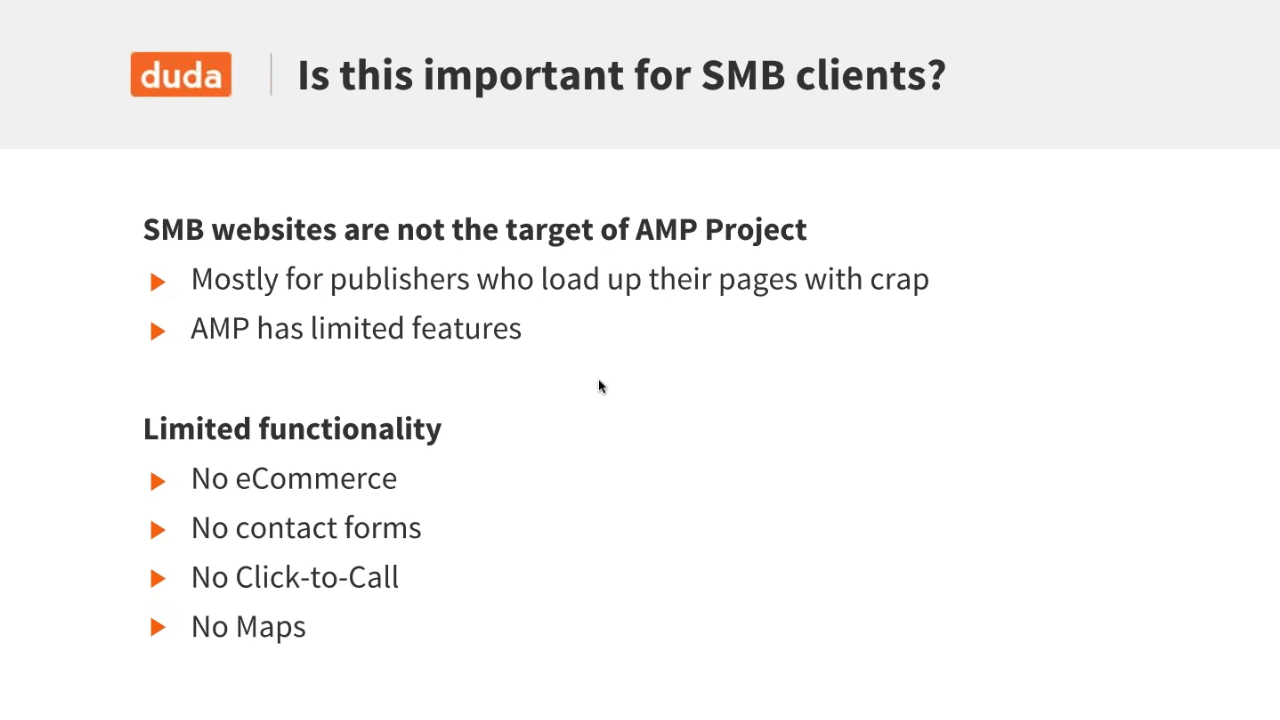 duda
Is this important for SMB clients?
SMB websites are not the target of AMP Project
Mostly for publishers who load up their pages with crap
AMP has limited features
Limited functionality
No eCommerce
No contact forms
No Click-to-Call
No Maps